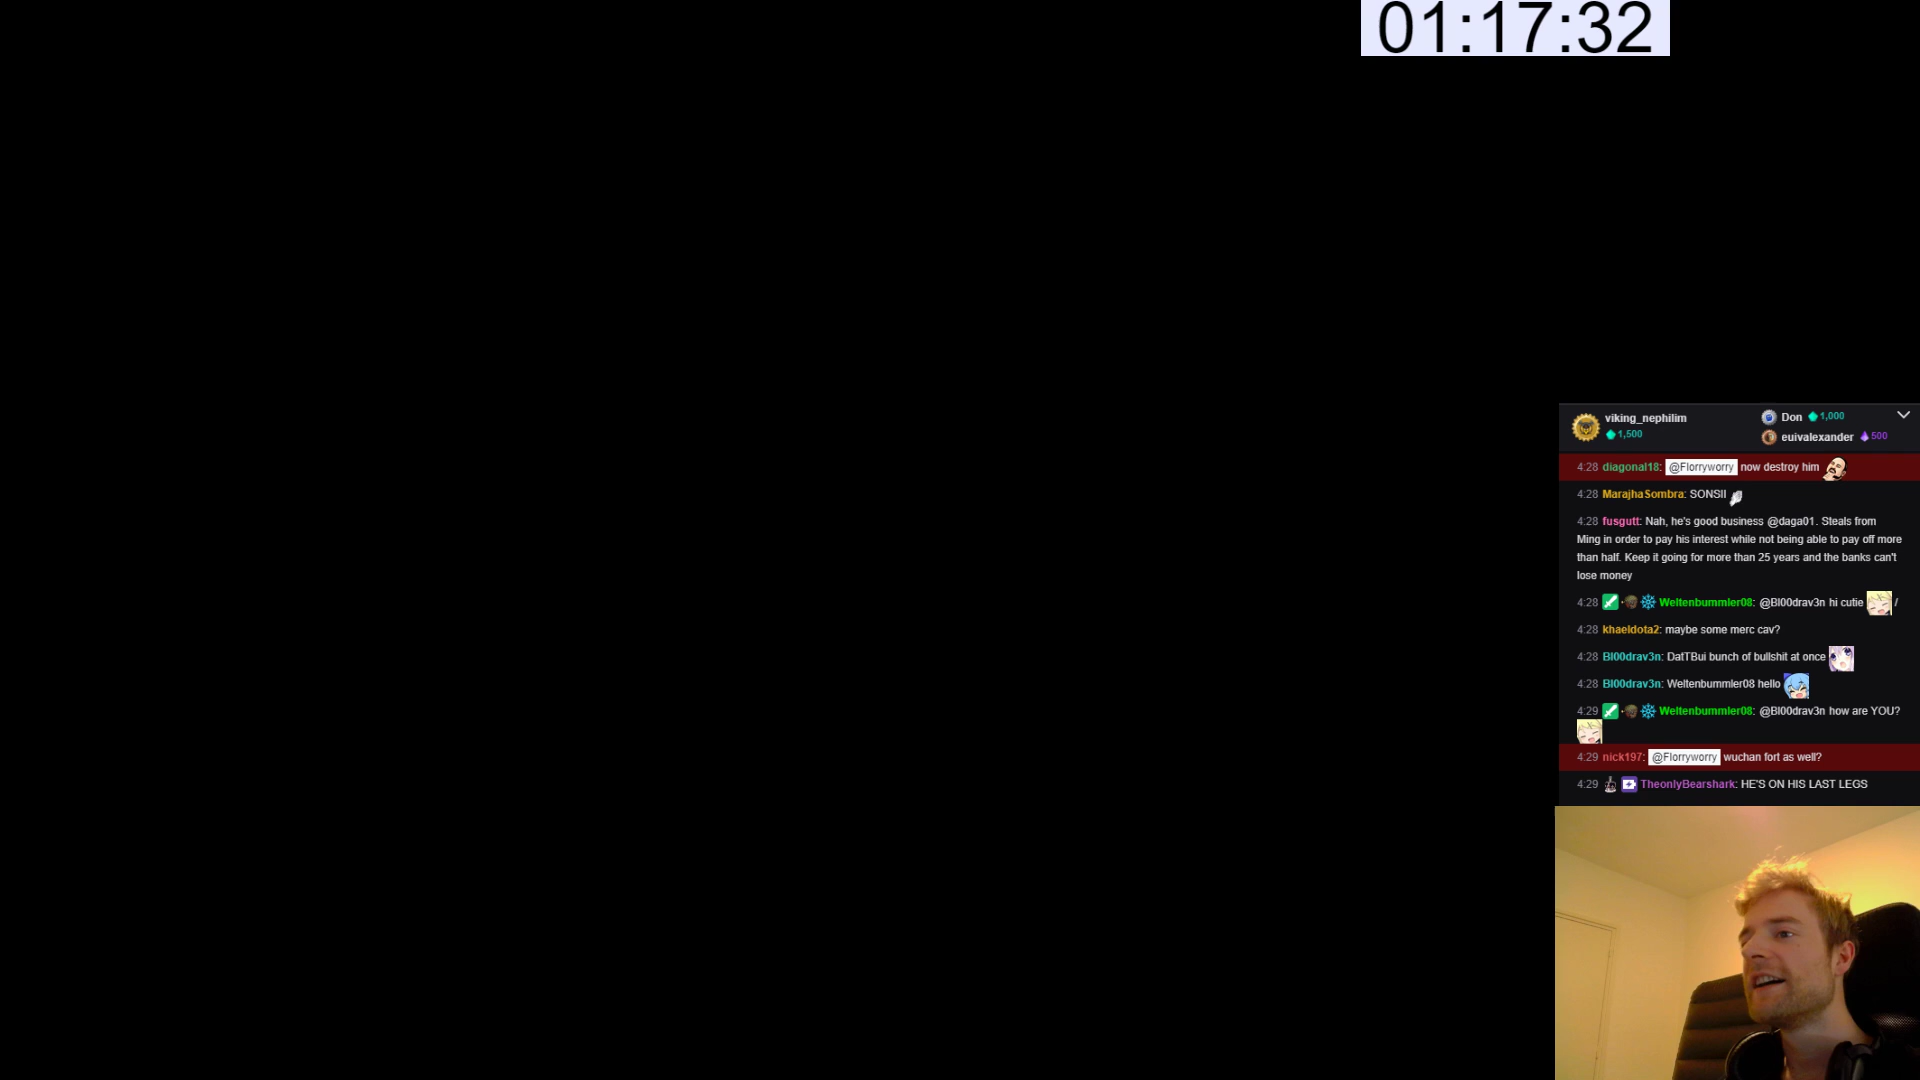 01:17:32
viking_nephilim
1,500
Don 1,000
euivalexander 500
4:28 diagonal18: @Florryworry now destroy him
4:28 MarajhaSombra: SONSII
4:28 fusgutt: Nah, he's good business @daga01. Steals from
Ming in order to pay his interest while not being able to pay off more
than half. Keep it going for more than 25 years and the banks can't
lose money
4:28 Weltenbummler08: @Bl00drav3n hi cutie /
4:28 khaeldota2: maybe some merc cav?
4:28 Bl00drav3n: DatTBui bunch of bullshit at once
4:28 Bl00drav3n: Weltenbummler08 hello
4:29 Weltenbummler08: @Bl00drav3n how are YOU?
4:29 nick197: @Florryworry wuchan fort as well?
4:29 TheonlyBearshark: HE'S ON HIS LAST LEGS